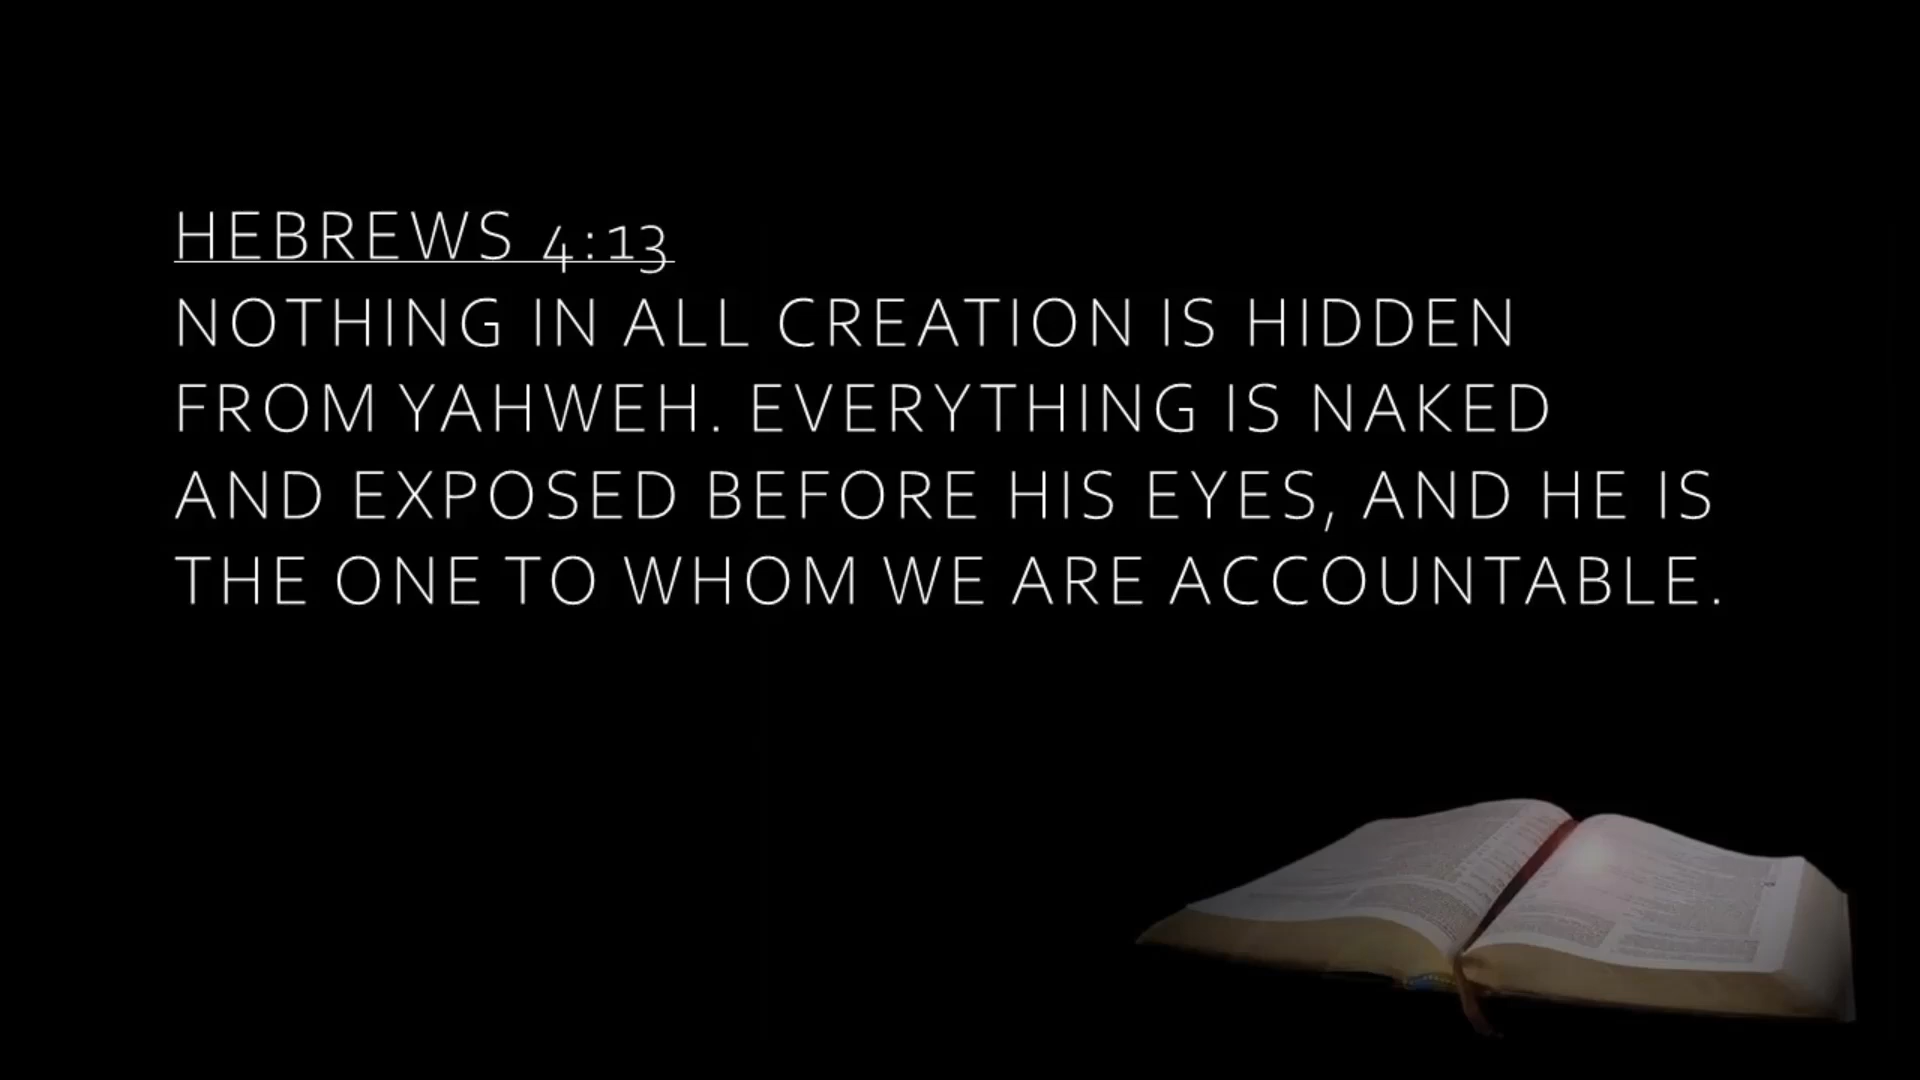 HEBREWS 4:13
NOTHING IN ALL CREATION IS HIDDEN
FROM YAHWEH. EVERYTHING IS NAKED
AND EXPOSED BEFORE HIS EYES, AND HE IS
THE ONE TO WHOM WE ARE ACCOUNTABLE.